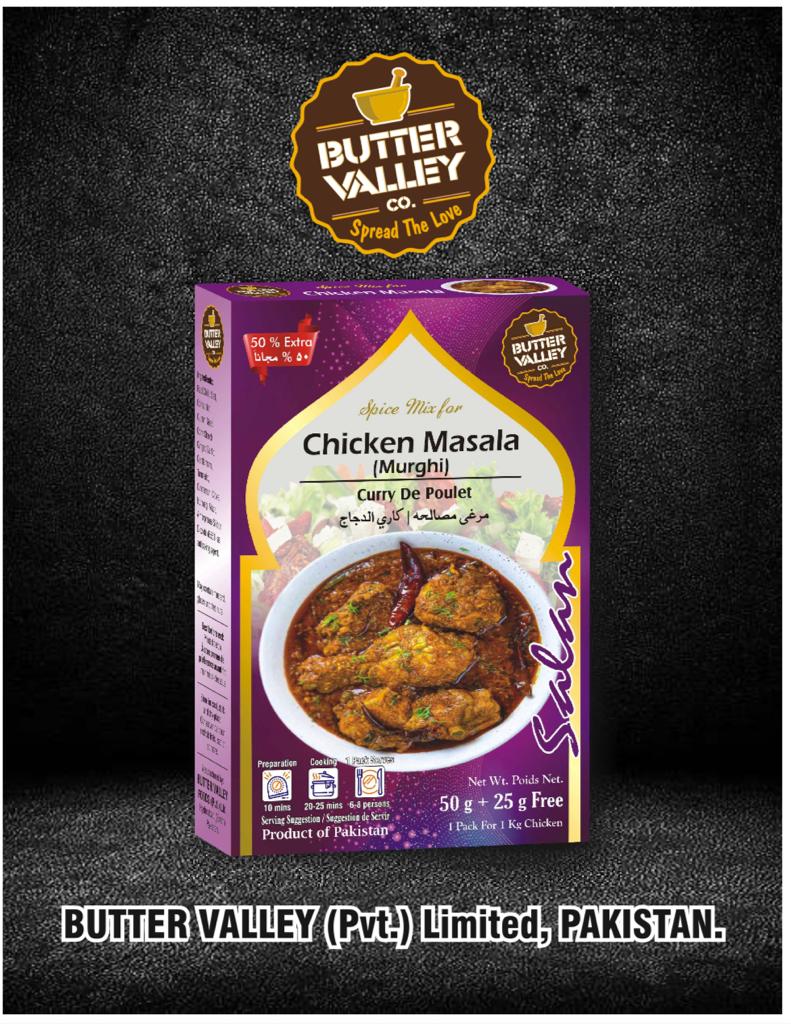 BUTTER
VALLEY
CO.
Spread The Love
Spice Mix for
Chicken Masala
50 % Extra
٥٠ % مجاناً
BUTTER
VALLEY
CO.
Spread The Love
Spice Mix for
Chicken Masala
(Murghi)
Curry De Poulet
مرغی مصالحہ | كاري الدجاج
Salan
Preparation
Cooking
1 Pack Serves
10 mins
20-25 mins
6-8 persons
Serving Suggestion / Suggestion de Servir
Product of Pakistan
Net Wt. Poids Net.
50 g + 25 g Free
1 Pack For 1 Kg Chicken
BUTTER
VALLEY
BUTTER VALLEY (Pvt.) Limited, PAKISTAN.